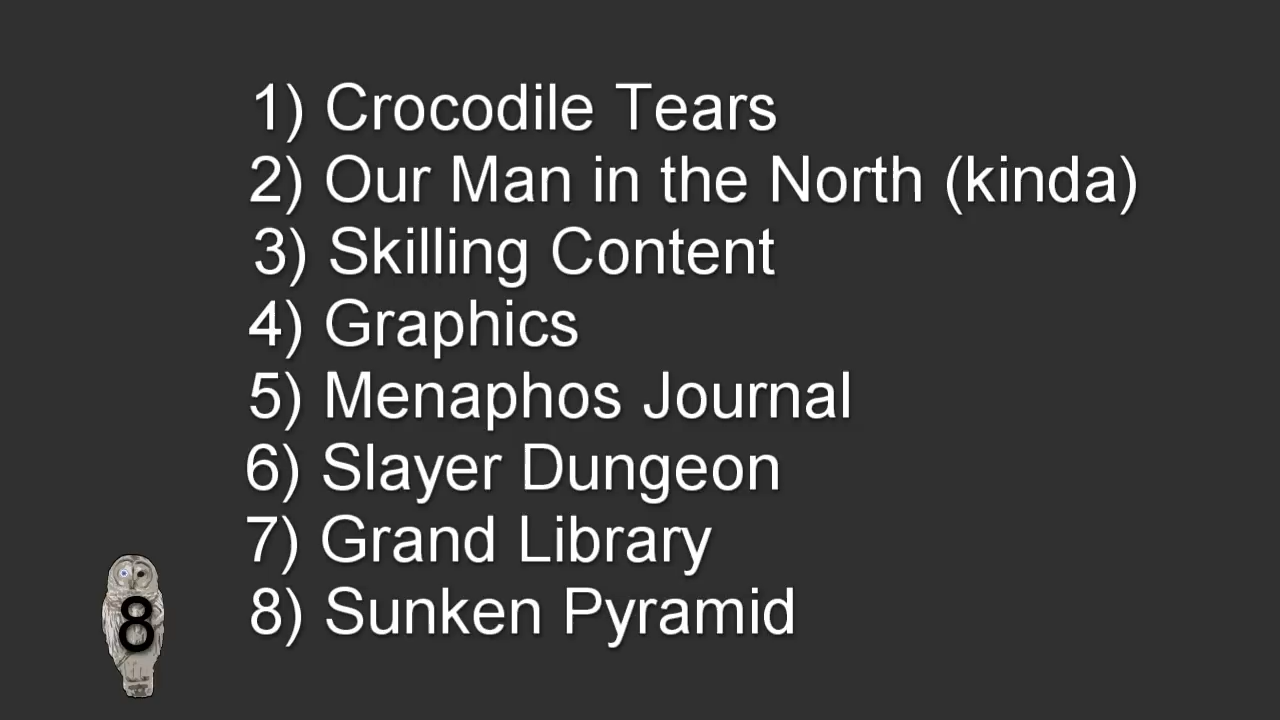 1) Crocodile Tears
2) Our Man in the North (kinda)
3) Skilling Content
4) Graphics
5) Menaphos Journal
6) Slayer Dungeon
7) Grand Library
8) Sunken Pyramid
8